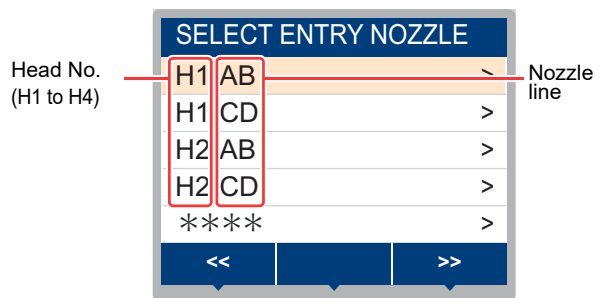 SELECT ENTRY NOZZLE
Head No.
(H1 to H4)
H1 AB >
Nozzle
line
H1 CD >
H2 AB >
H2 CD >
**** >
<< >>